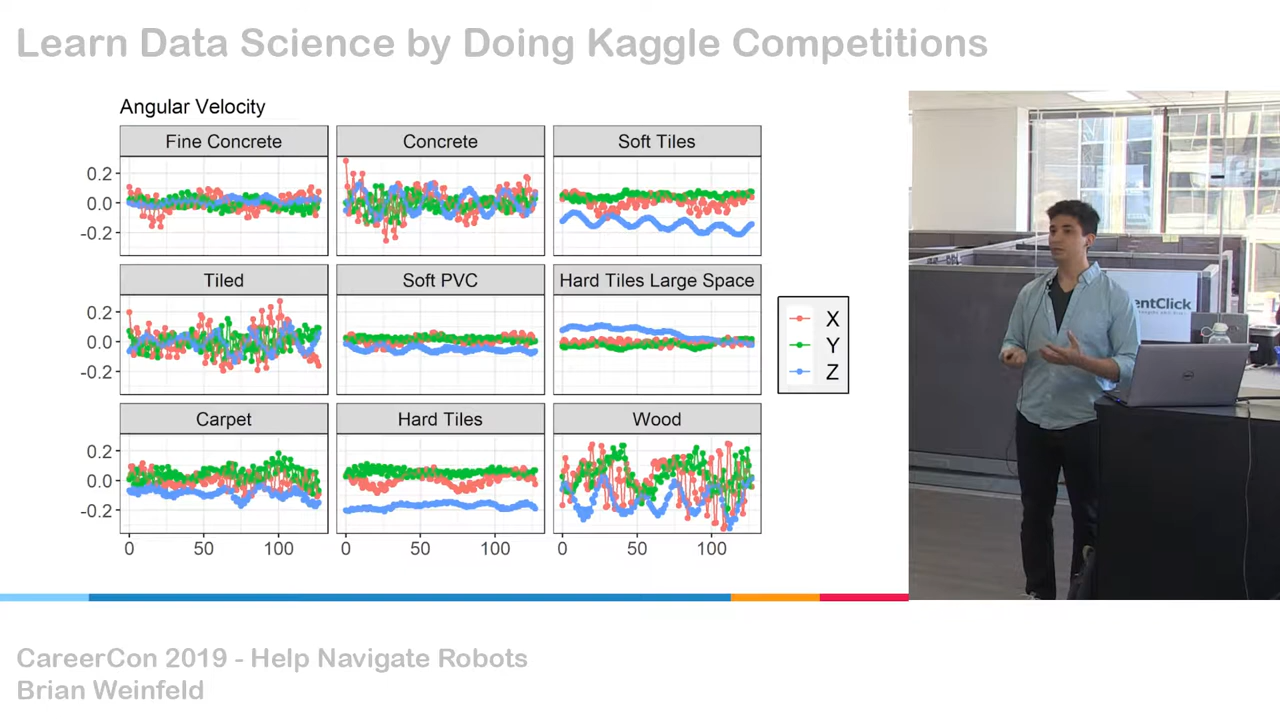 Learn Data Science by Doing Kaggle Competitions
Angular Velocity
Fine Concrete
Concrete
Soft Tiles
0.2
0.0
-0.2
Tiled
Soft PVC
Hard Tiles Large Space
0.2
0.0
-0.2
X
Y
Z
Carpet
Hard Tiles
Wood
0.2
0.0
-0.2
0 50 100
0 50 100
0 50 100
entClick
CareerCon 2019 - Help Navigate Robots
Brian Weinfeld